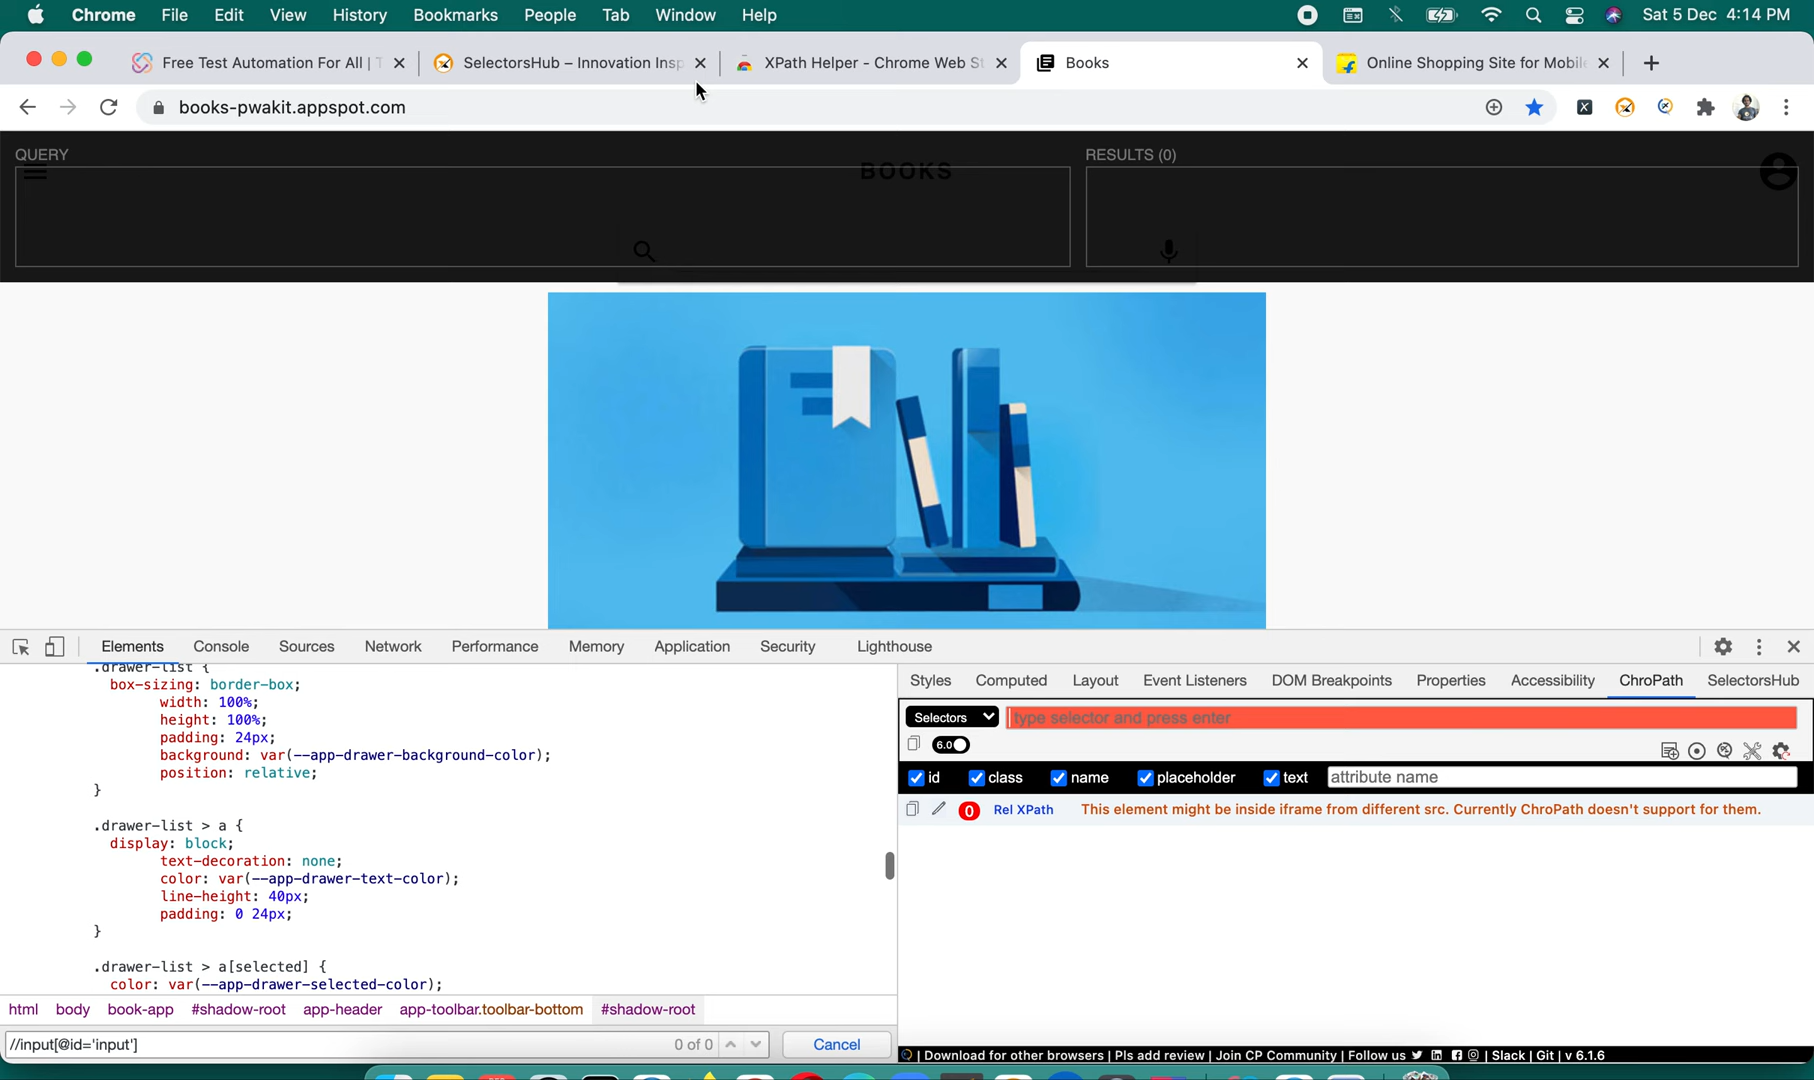 Chrome File Edit View History Bookmarks People Tab Window Help Sat 5 Dec 4:14 PM
Free Test Automation For All | T SelectorsHub – Innovation Insp XPath Helper - Chrome Web St Books Online Shopping Site for Mobile
books-pwakit.appspot.com
QUERY RESULTS (0)
BOOKS
Elements Console Sources Network Performance Memory Application Security Lighthouse
.drawer-list {
box-sizing: border-box;
width: 100%;
height: 100%;
padding: 24px;
background: var(--app-drawer-background-color);
position: relative;
}
.drawer-list > a {
display: block;
text-decoration: none;
color: var(--app-drawer-text-color);
line-height: 40px;
padding: 0 24px;
}
.drawer-list > a[selected] {
color: var(--app-drawer-selected-color);
html body book-app #shadow-root app-header app-toolbar.toolbar-bottom #shadow-root
//input[@id='input'] 0 of 0 Cancel
Styles Computed Layout Event Listeners DOM Breakpoints Properties Accessibility ChroPath SelectorsHub
Selectors type selector and press enter
6.0
id class name placeholder text attribute name
0 Rel XPath This element might be inside iframe from different src. Currently ChroPath doesn't support for them.
| Download for other browsers | Pls add review | Join CP Community | Follow us | Slack | Git | v 6.1.6